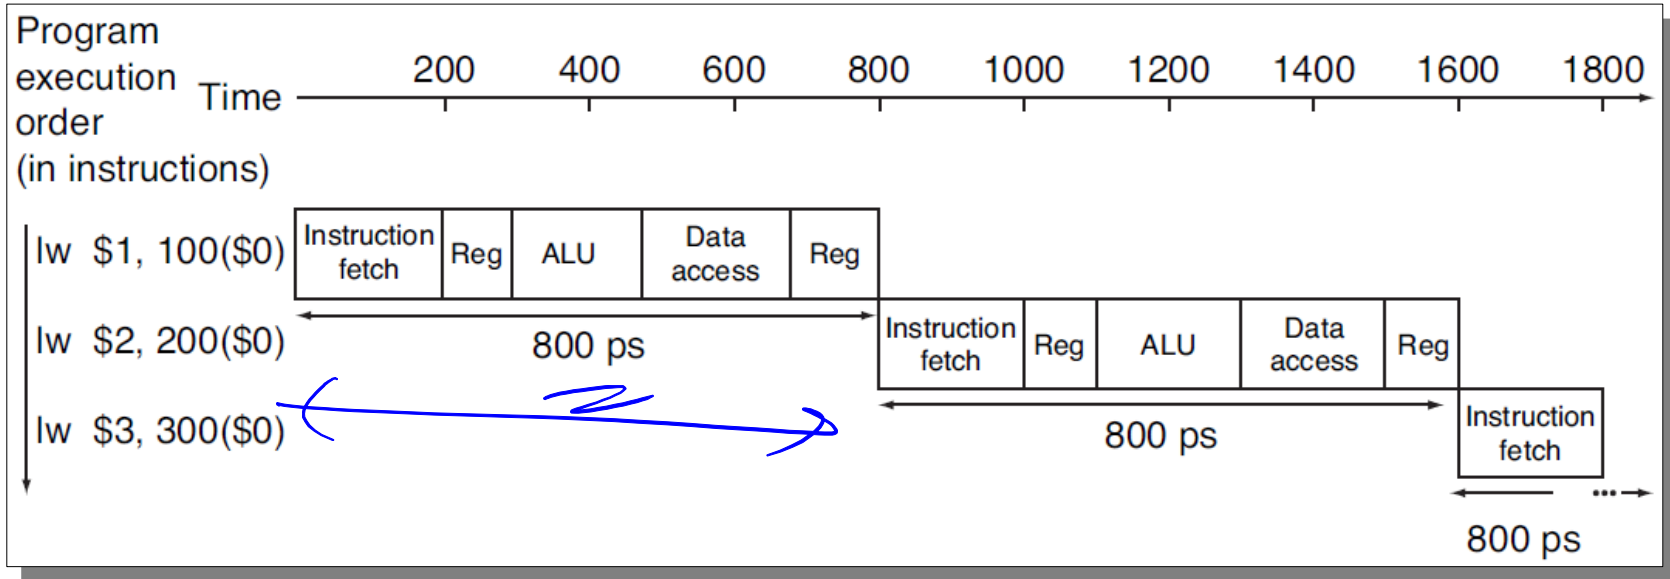 Program
execution
order
(in instructions)
Time
200 400 600 800 1000 1200 1400 1600 1800
lw $1, 100($0)
Instruction
fetch
Reg
ALU
Data
access
Reg
800 ps
lw $2, 200($0)
Instruction
fetch
Reg
ALU
Data
access
Reg
800 ps
lw $3, 300($0)
Instruction
fetch
...
800 ps